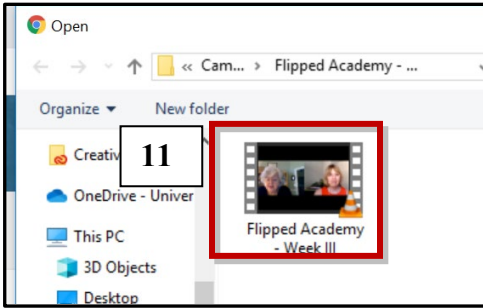 Open
« Cam... › Flipped Academy - ...
Organize
New folder
Creativ
11
OneDrive - Univer
This PC
3D Objects
Desktop
Flipped Academy
- Week III